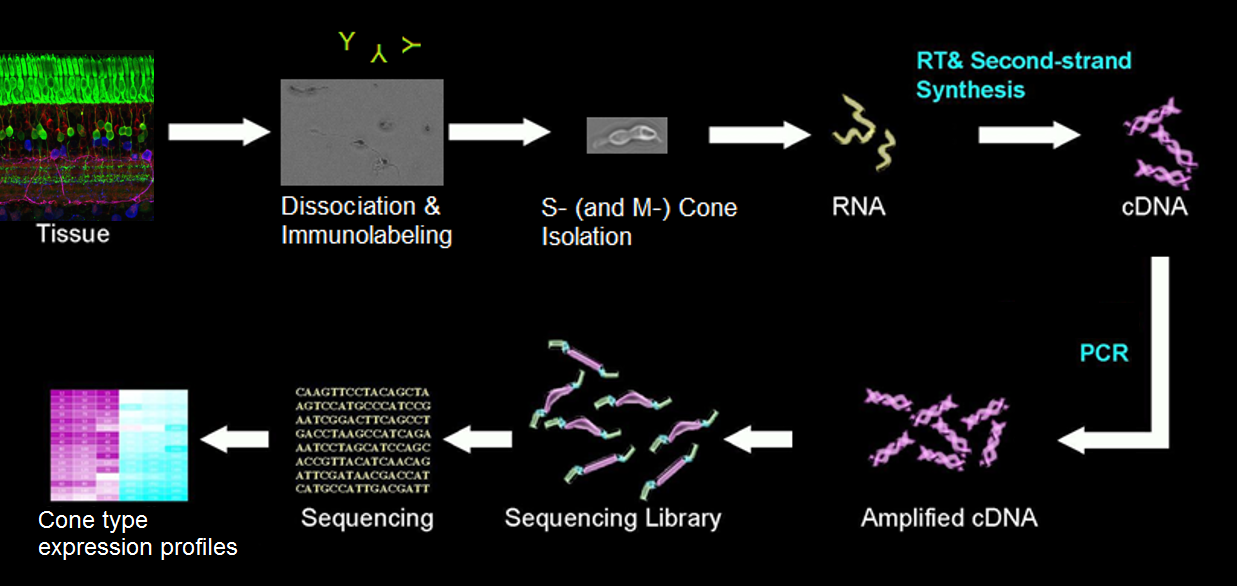 RT& Second-strand
Synthesis
Tissue
Dissociation &
Immunolabeling
S- (and M-) Cone
Isolation
RNA
cDNA
PCR
CAAGTTCCTACAGCTA
AGTCCATGCCCATCCG
AATCGGACTTCAGCCT
GACCTAAGCCATCAGA
AATCCTAGCATCCAGC
ACCGTTACATCAACAG
ATTCGATAACGACCAT
CATGCCATTGACGATT
Amplified cDNA
Sequencing Library
Sequencing
Cone type
expression profiles